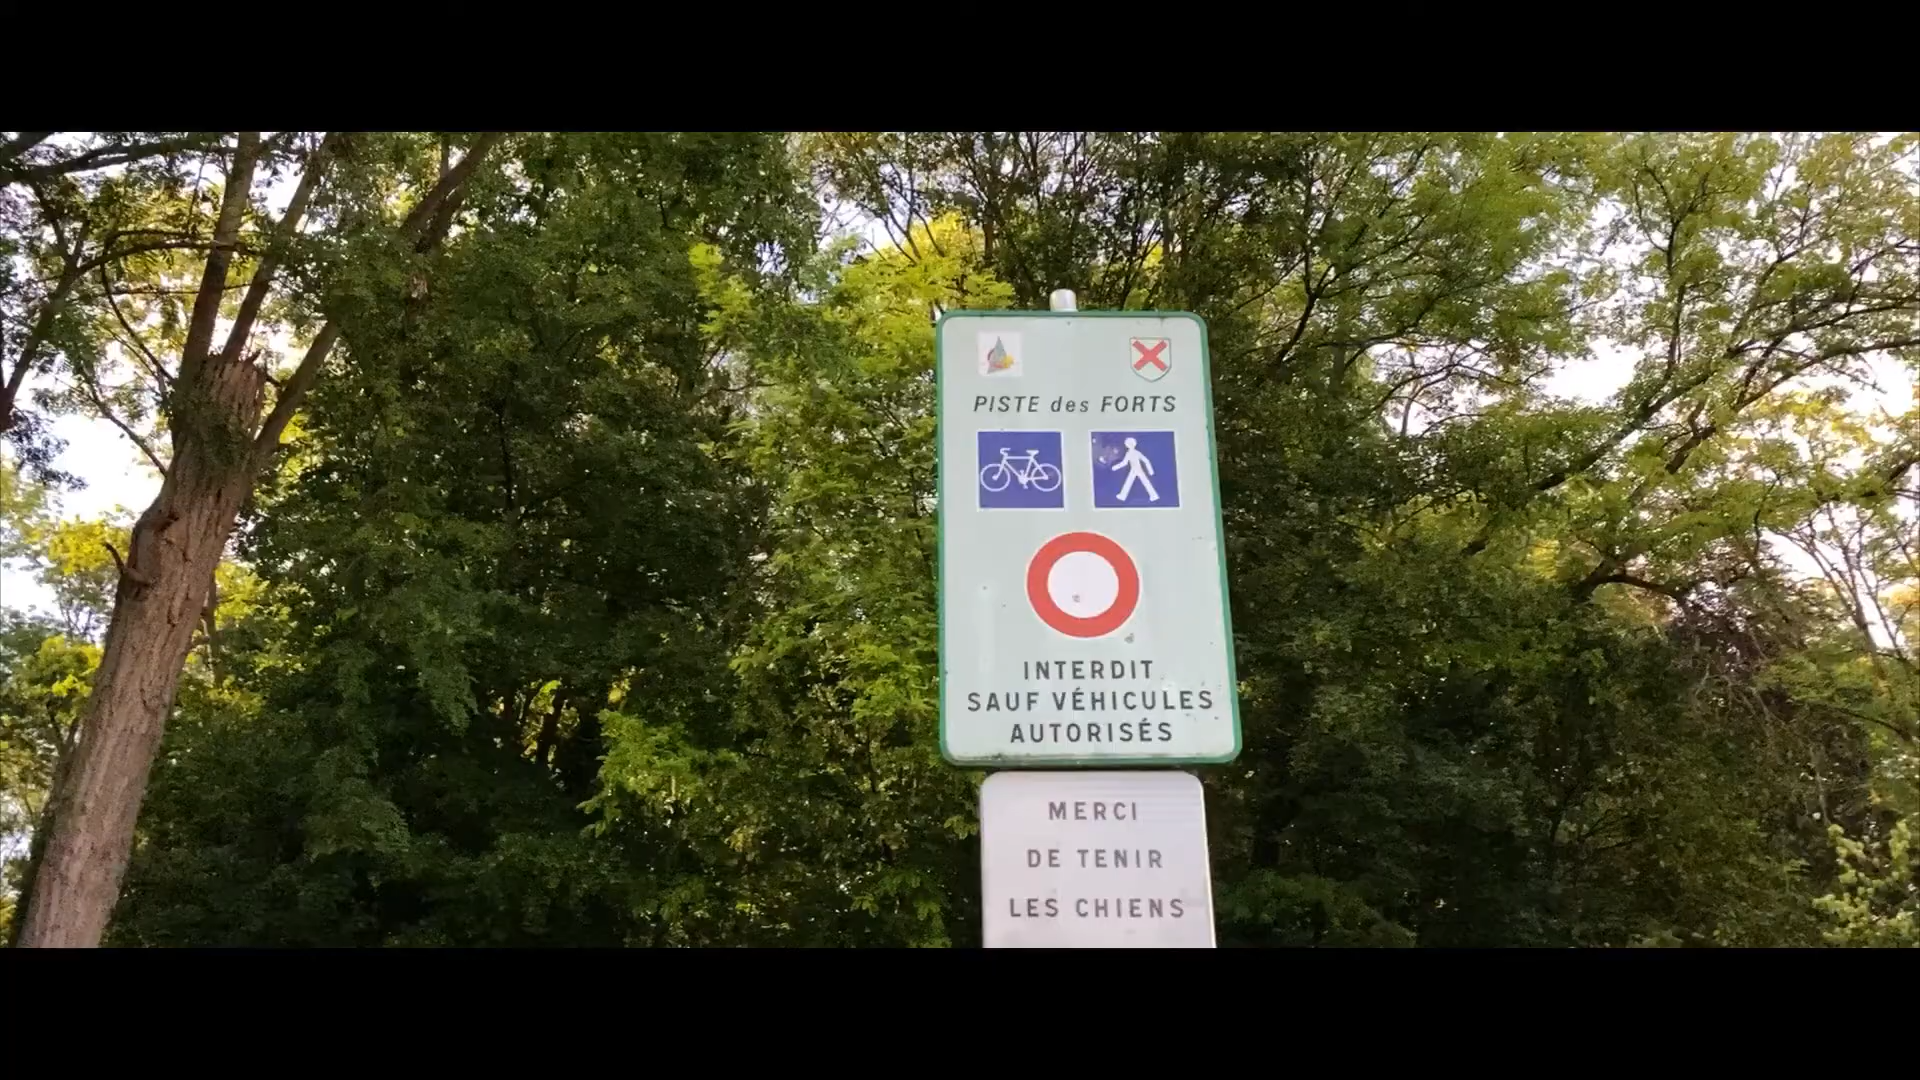 PISTE des FORTS
INTERDIT
SAUF VÉHICULES
AUTORISÉS
MERCI
DE TENIR
LES CHIENS